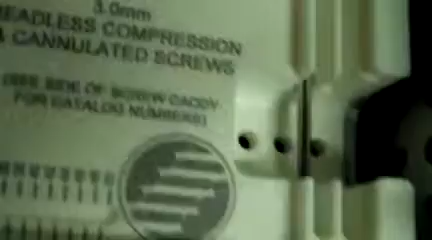 3.0mm
HEADLESS COMPRESSION
& CANNULATED SCREWS
(SEE SIDE OF SCREW CADDY
FOR CATALOG NUMBERS)